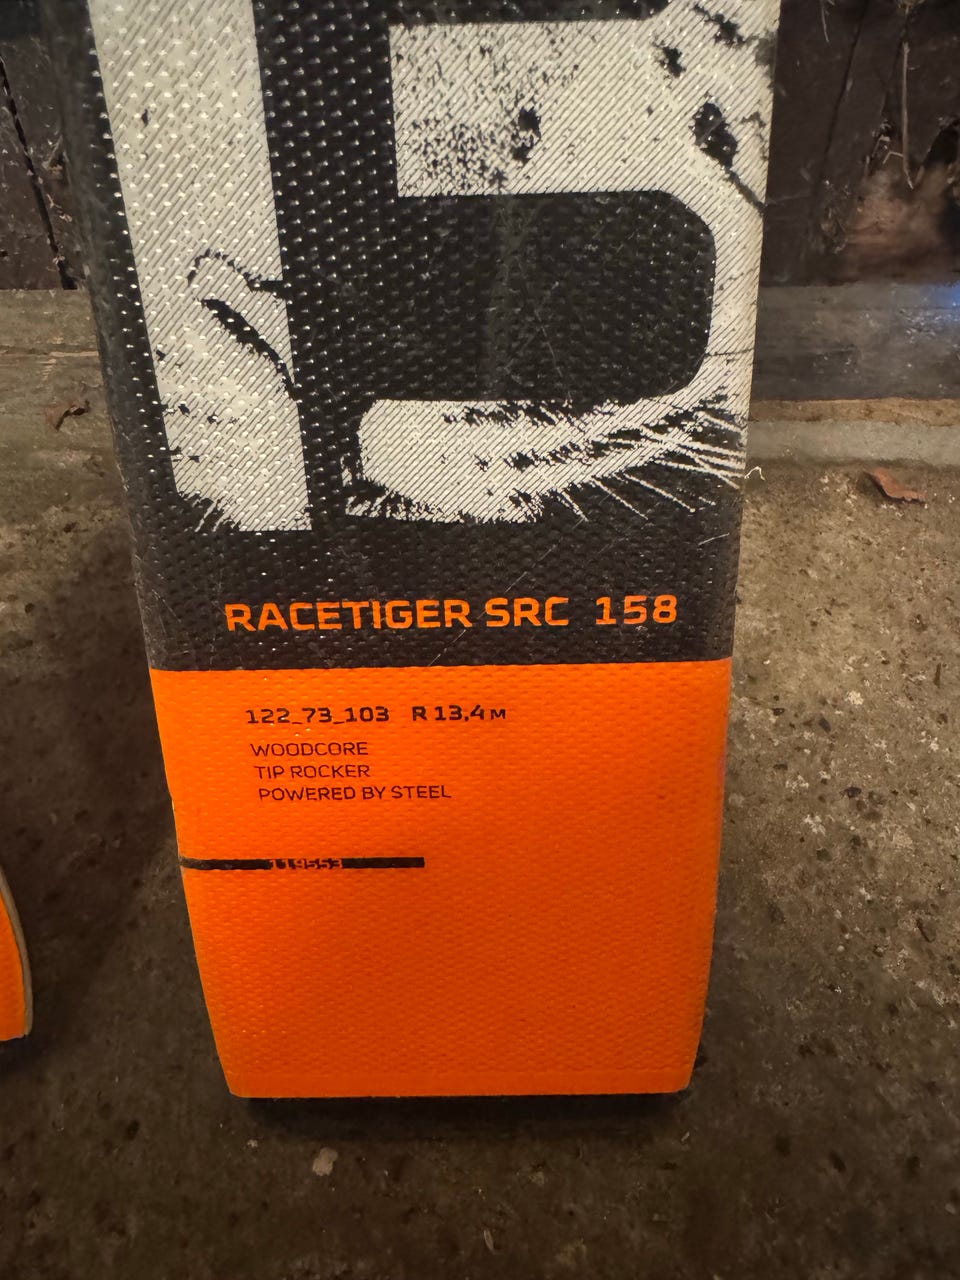 RACETIGER SRC 158
122_73_103 R 13,4 M
WOODCORE
TIP ROCKER
POWERED BY STEEL
119553